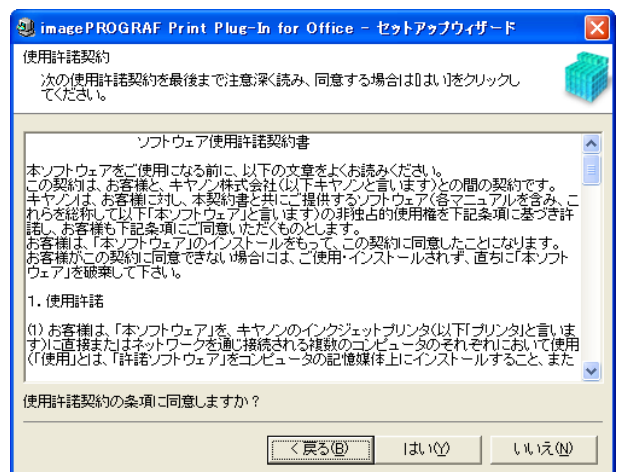 imagePROGRAF Print Plug-In for Office - セットアップウィザード
使用許諾契約
次の使用許諾契約を最後まで注意深く読み、同意する場合は[はい]をクリックし
てください。
ソフトウェア使用許諾契約書
本ソフトウェアをご使用になる前に、以下の文章をよくお読みください。
この契約は、お客様と、キヤノン株式会社(以下キヤノンと言います)との間の契約です。
キヤノンは、お客様に対し、本契約書と共にご提供するソフトウェア(各マニュアルを含み、こ
れらを総称して以下「本ソフトウェア」と言います)の非独占的使用権を下記条項に基づき許
諾し、お客様も下記条項にご同意いただくものとします。
お客様は、「本ソフトウェア」のインストールをもって、この契約に同意したことになります。
お客様がこの契約に同意できない場合には、ご使用・インストールされず、直ちに「本ソフト
ウェア」を破棄して下さい。
1. 使用許諾
(1) お客様は、「本ソフトウェア」を、キヤノンのインクジェットプリンタ(以下「プリンタ」と言いま
す)に直接またはネットワークを通じ接続される複数のコンピュータのそれぞれにおいて使用
(「使用」とは、「許諾ソフトウェア」をコンピュータの記憶媒体上にインストールすること、また
使用許諾契約の条項に同意しますか?
< 戻る(B)
はい(Y)
いいえ(N)